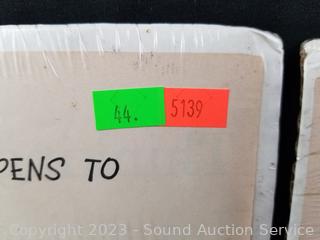 44. 5139
PENS TO
Copyright 2023 - Sound Auction Service